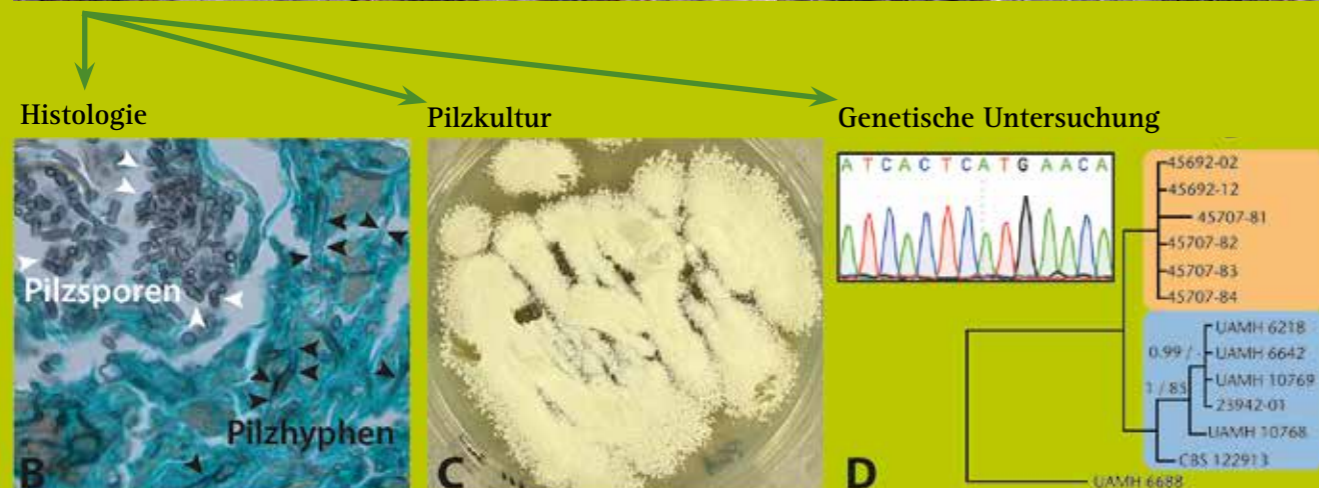 Histologie
Pilzkultur
Genetische Untersuchung
Pilzsporen
Pilzhyphen
B
C
A T C A C T C A T G A A C A
45692-02
45692-12
45707-81
45707-82
45707-83
45707-84
UAMH 6218
0.99 / -
UAMH 6642
UAMH 10769
1 / 85
23942-01
UAMH 10768
CBS 122913
UAMH 6688
D